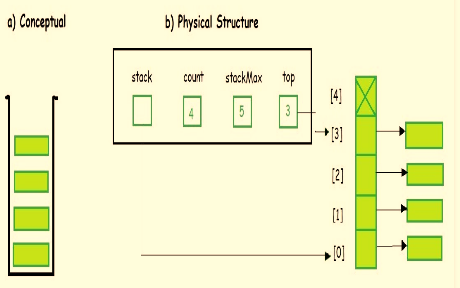 a) Conceptual
b) Physical Structure
stack count stackMax top
4 5 3
[4]
[3]
[2]
[1]
[0]